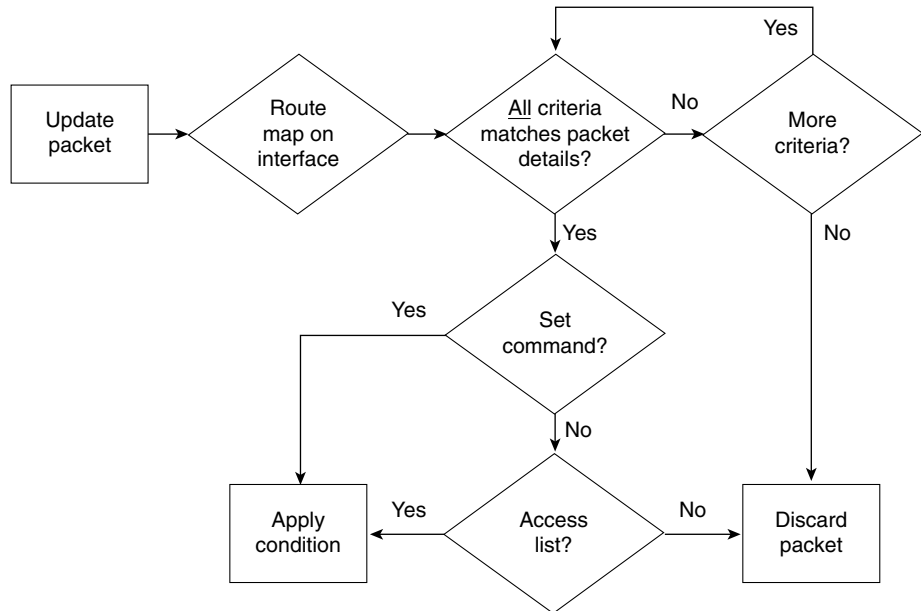 Yes
Update
packet
Route
map on
interface
All criteria
matches packet
details?
No
More
criteria?
Yes
No
Yes
Set
command?
No
Yes
Apply
condition
Access
list?
No
Discard
packet